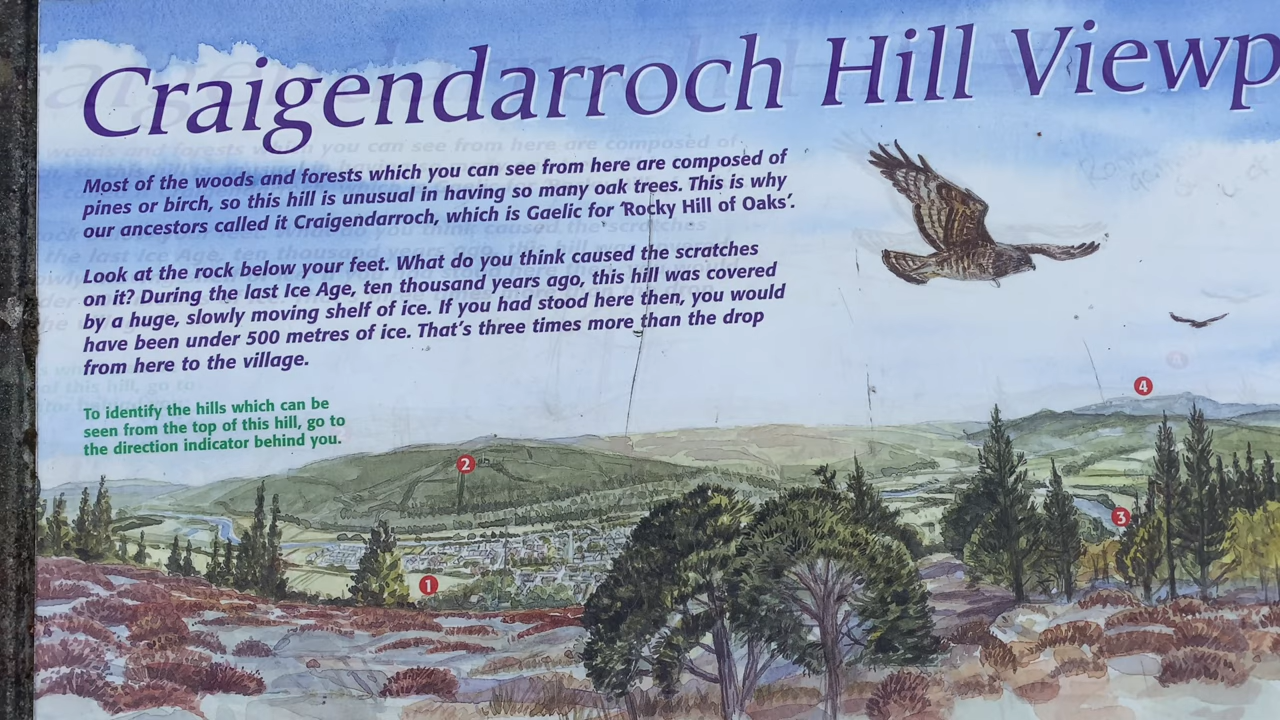 Craigendarroch Hill Viewp
Most of the woods and forests which you can see from here are composed of
pines or birch, so this hill is unusual in having so many oak trees. This is why
our ancestors called it Craigendarroch, which is Gaelic for 'Rocky Hill of Oaks'.
Look at the rock below your feet. What do you think caused the scratches
on it? During the last Ice Age, ten thousand years ago, this hill was covered
by a huge, slowly moving shelf of ice. If you had stood here then, you would
have been under 500 metres of ice. That's three times more than the drop
from here to the village.
To identify the hills which can be
seen from the top of this hill, go to
the direction indicator behind you.
4
2
3
1